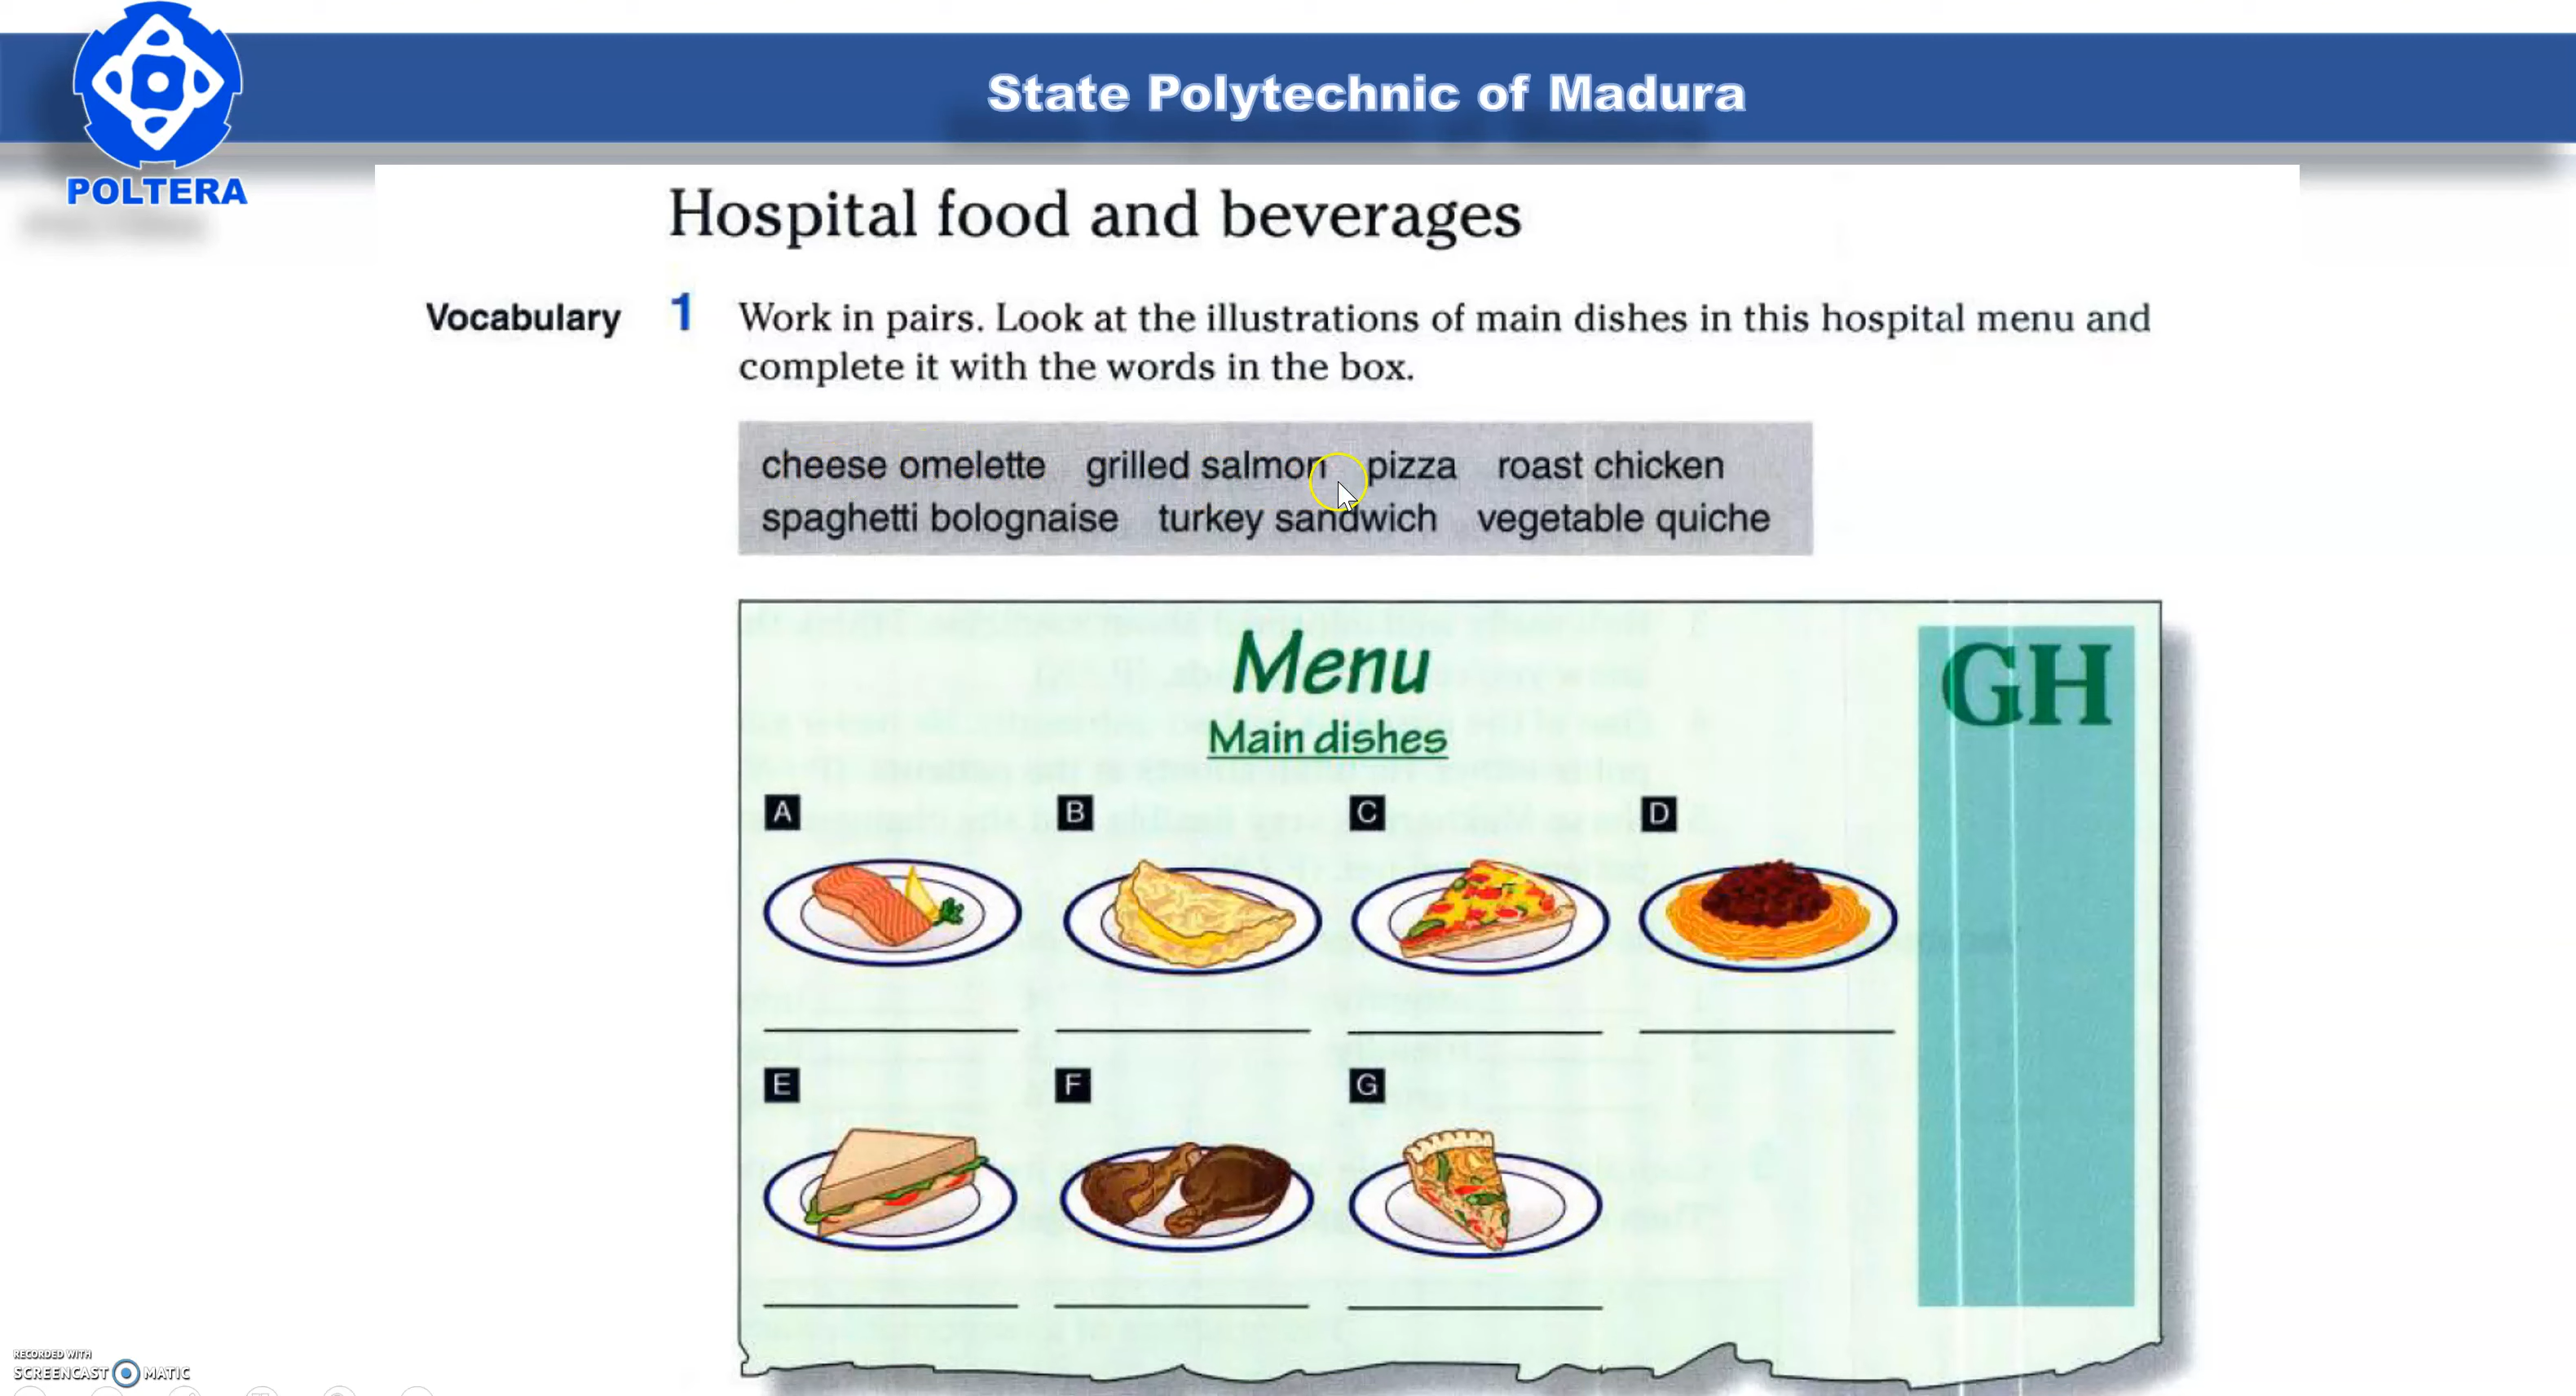 State Polytechnic of Madura
POLTERA
Hospital food and beverages
Vocabulary 1 Work in pairs. Look at the illustrations of main dishes in this hospital menu and
complete it with the words in the box.
cheese omelette grilled salmon pizza roast chicken
spaghetti bolognaise turkey sandwich vegetable quiche
Menu
GH
Main dishes
A B C D
E F G
RECORDED WITH
SCREENCAST MATIC